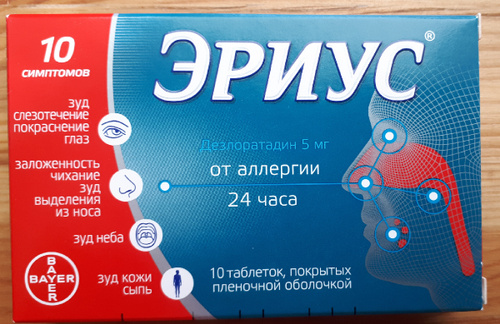 10
симптомов
ЭРИУС®
зуд
слезотечение
покраснение
глаз
заложенность
чихание
зуд
выделения
из носа
зуд неба
зуд кожи
сыпь
Дезлоратадин 5 мг
от аллергии
24 часа
10 таблеток, покрытых
пленочной оболочкой
BAYER
BAYER